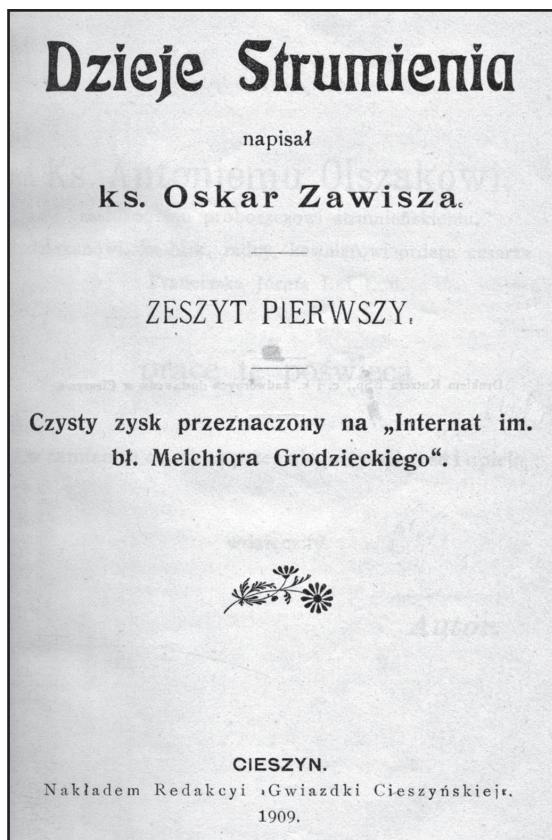 Dzieje Strumienia
napisał
ks. Oskar Zawisza.
ZESZYT PIERWSZY.
Czysty zysk przeznaczony na „Internat im.
bł. Melchiora Grodzieckiego“.
CIESZYN.
Nakładem Redakcyi »Gwiazdki Cieszyńskiej«.
1909.